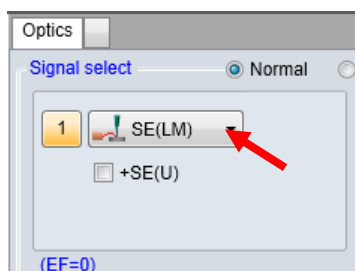 Optics
Signal select Normal
1 SE(LM)
+SE(U)
(EF=0)